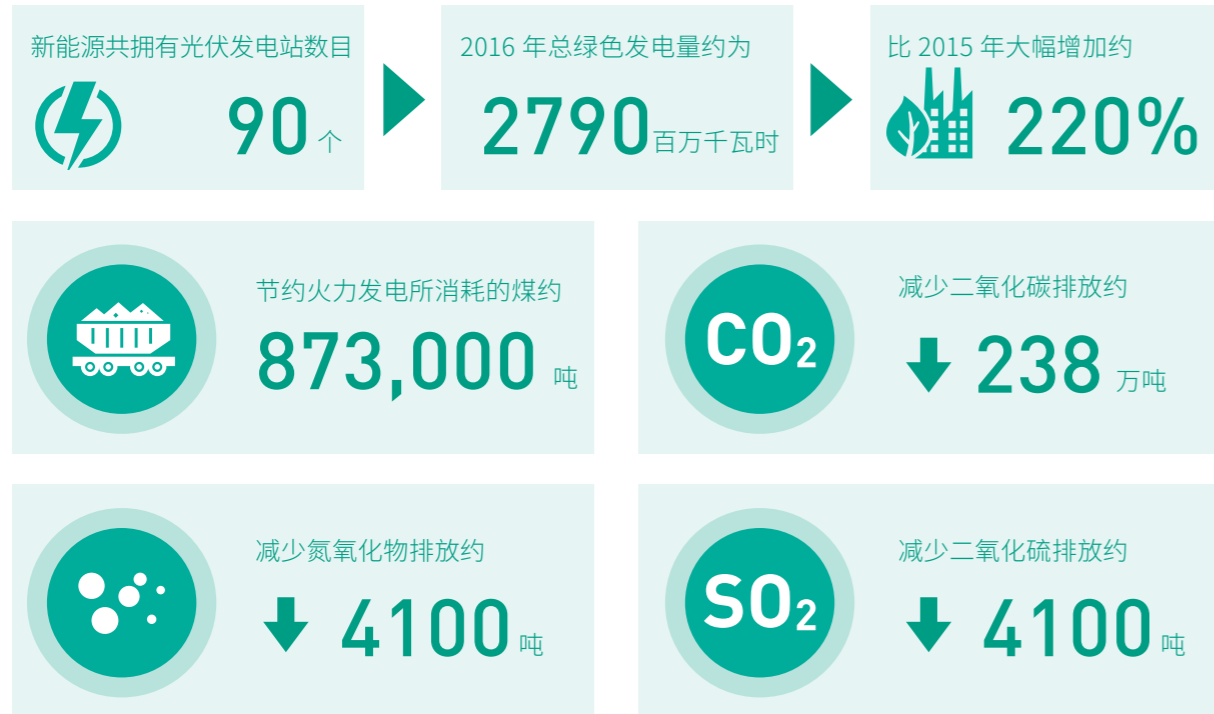 新能源共拥有光伏发电站数目
90 个
2016 年总绿色发电量约为
2790 百万千瓦时
比 2015 年大幅增加约
220%
节约火力发电所消耗的煤约
873,000 吨
CO₂
减少二氧化碳排放约
238 万吨
减少氮氧化物排放约
4100 吨
SO₂
减少二氧化硫排放约
4100 吨